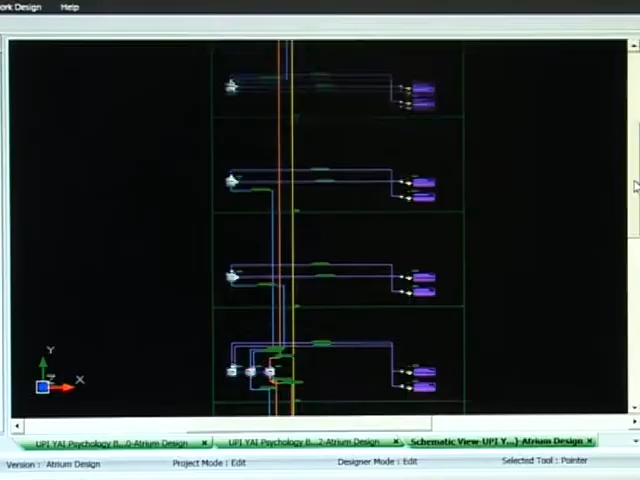 ork Design Help
Y
Z X
UPI YAI Psychology B...0-Atrium Design x UPI YAI Psychology B...2-Atrium Design x Schematic View-UPI Y...}-Atrium Design x
Version : Atrium Design Project Mode : Edit Designer Mode : Edit Selected Tool : Pointer